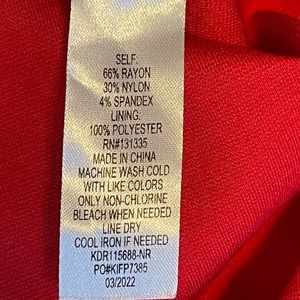 SELF:
66% RAYON
30% NYLON
4% SPANDEX
LINING:
100% POLYESTER
RN#131335
MADE IN CHINA
MACHINE WASH COLD
WITH LIKE COLORS
ONLY NON-CHLORINE
BLEACH WHEN NEEDED
LINE DRY
COOL IRON IF NEEDED
KDR115688-NR
PO#KIFP7385
03/2022